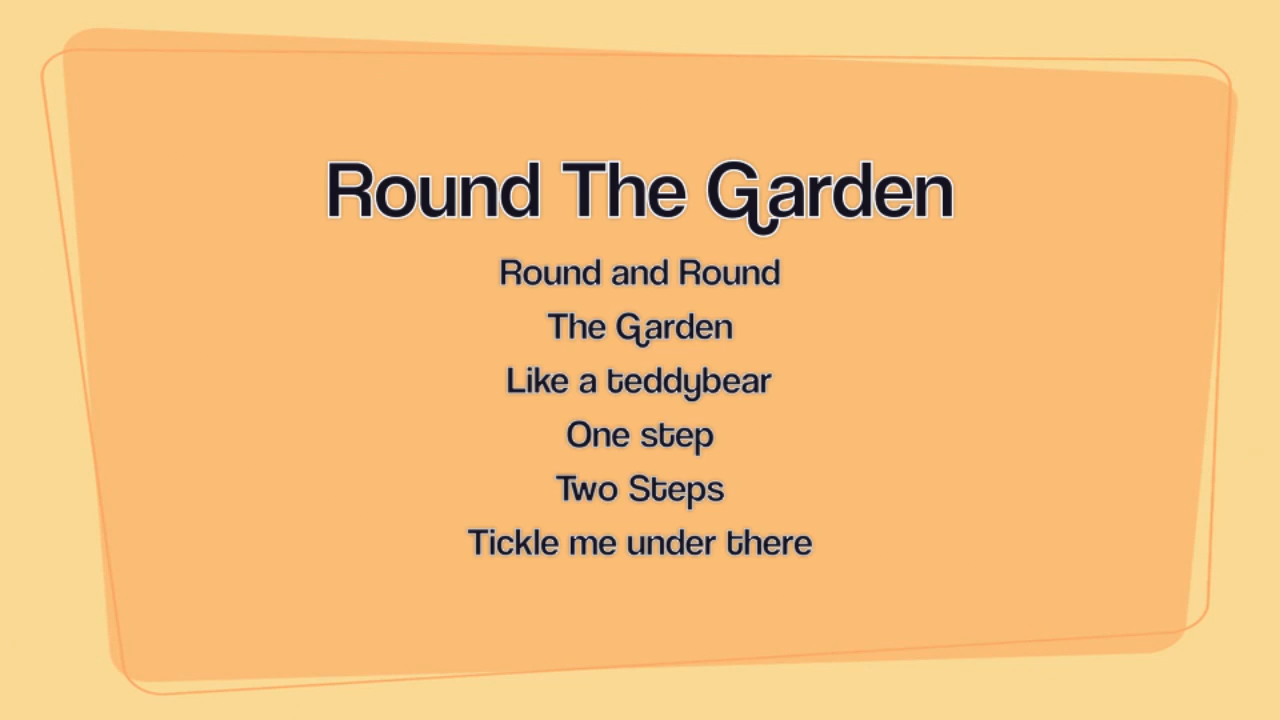 Round The Garden
Round and Round
The Garden
Like a teddybear
One step
Two Steps
Tickle me under there